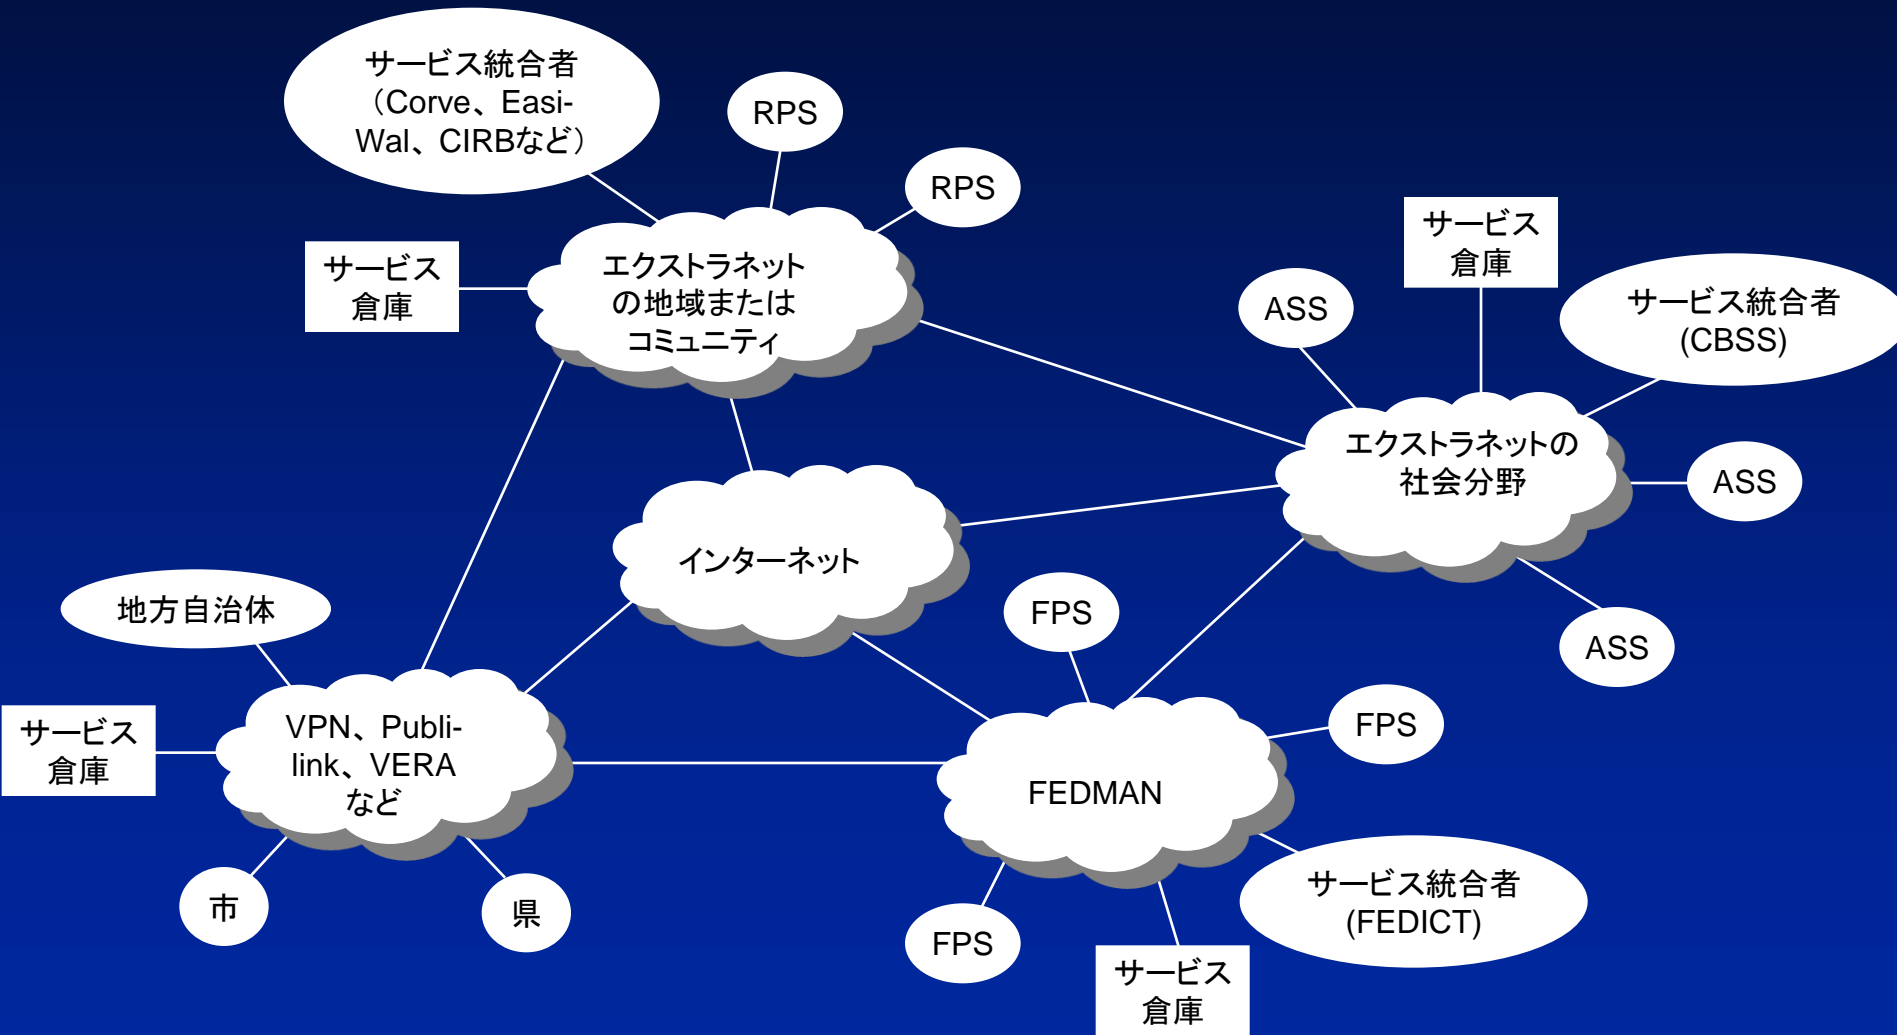 サービス統合者
（Corve、Easi-
Wal、CIRBなど）
RPS
RPS
サービス
倉庫
エクストラネット
の地域または
コミュニティ
サービス
倉庫
ASS
サービス統合者
(CBSS)
エクストラネットの
社会分野
ASS
ASS
インターネット
地方自治体
FPS
FPS
サービス
倉庫
VPN、Publi-
link、VERA
など
FEDMAN
市
県
FPS
サービス統合者
(FEDICT)
サービス
倉庫